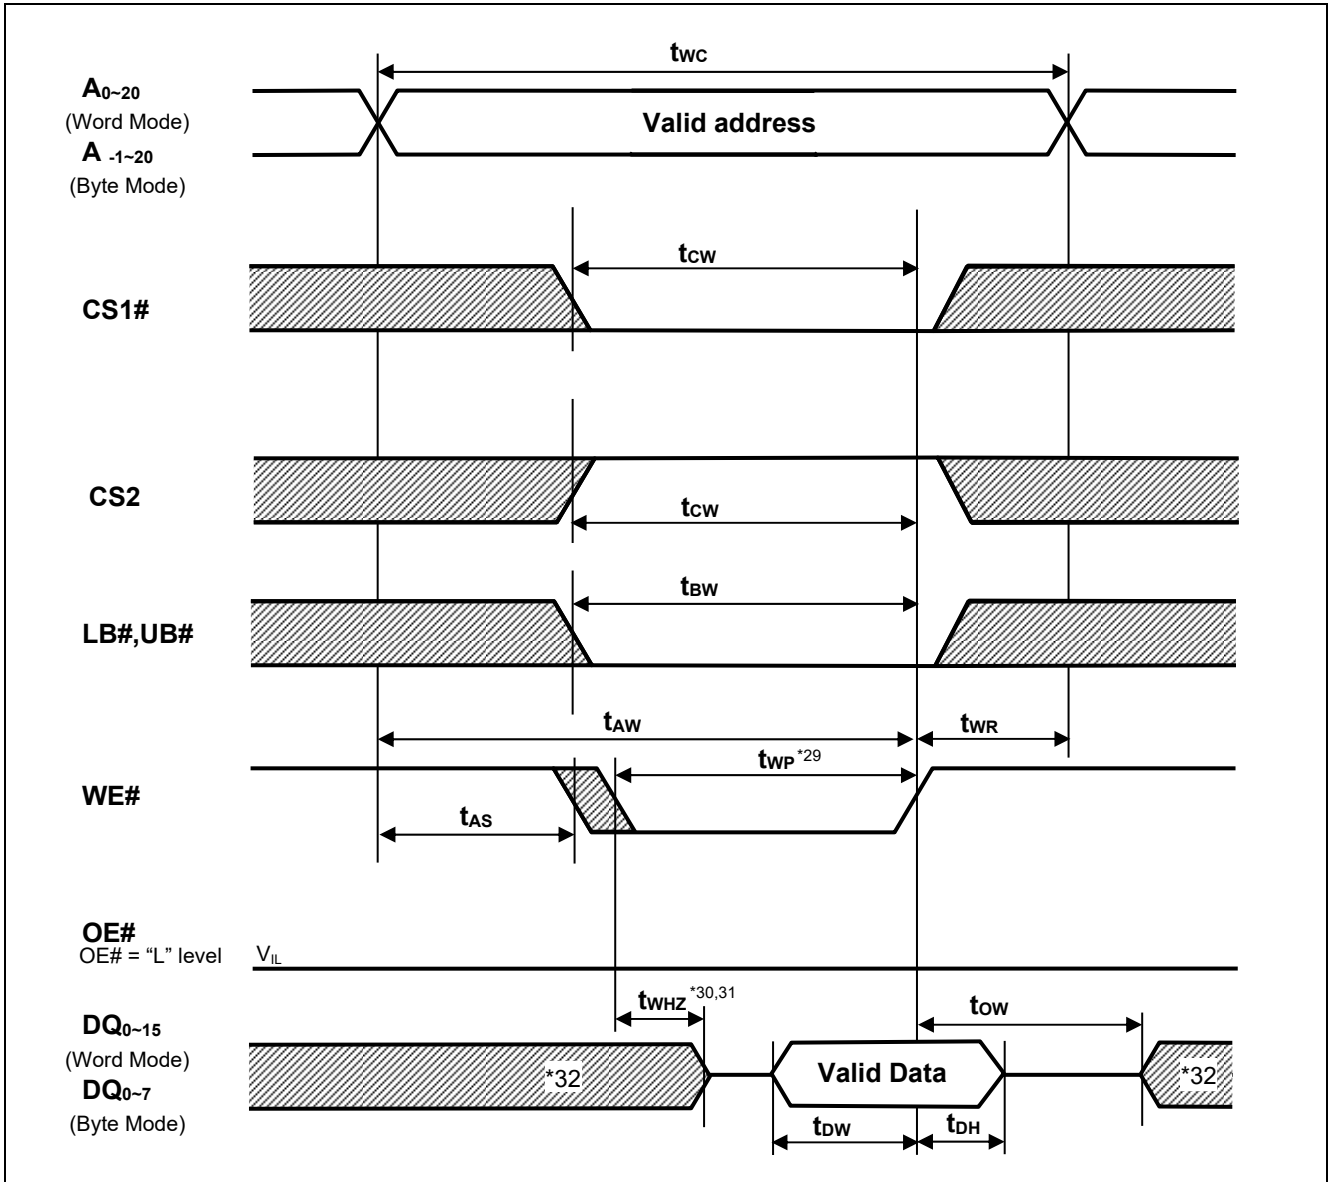 tWC
A0~20
(Word Mode)
Valid address
A -1~20
(Byte Mode)
tCW
CS1#
CS2
tCW
tBW
LB#,UB#
tAW
tWR
tWP *29
WE#
tAS
OE#
OE# = “L” level VIL
tWHZ *30,31
tOW
DQ0~15
(Word Mode)
*32
Valid Data
*32
DQ0~7
(Byte Mode)
tDW
tDH